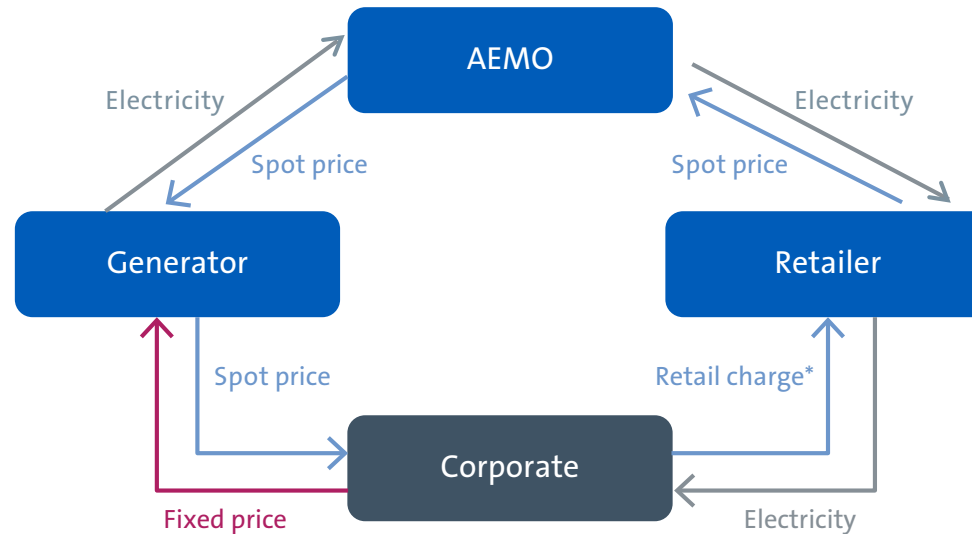 AEMO
Electricity
Electricity
Spot price
Spot price
Generator
Retailer
Spot price
Retail charge*
Corporate
Fixed price
Electricity